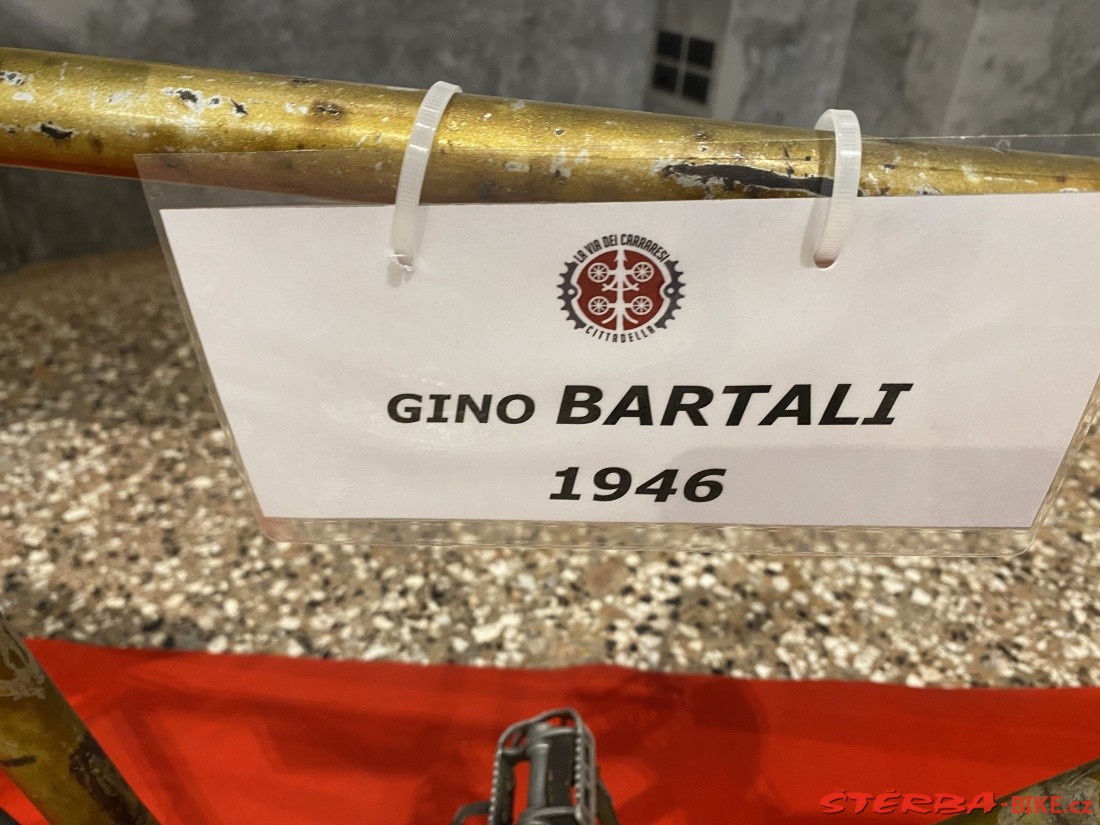 LA VIA DEI CARRARESI
CITTADELLA
GINO BARTALI
1946
ŠTĚRBA-BIKE.cz